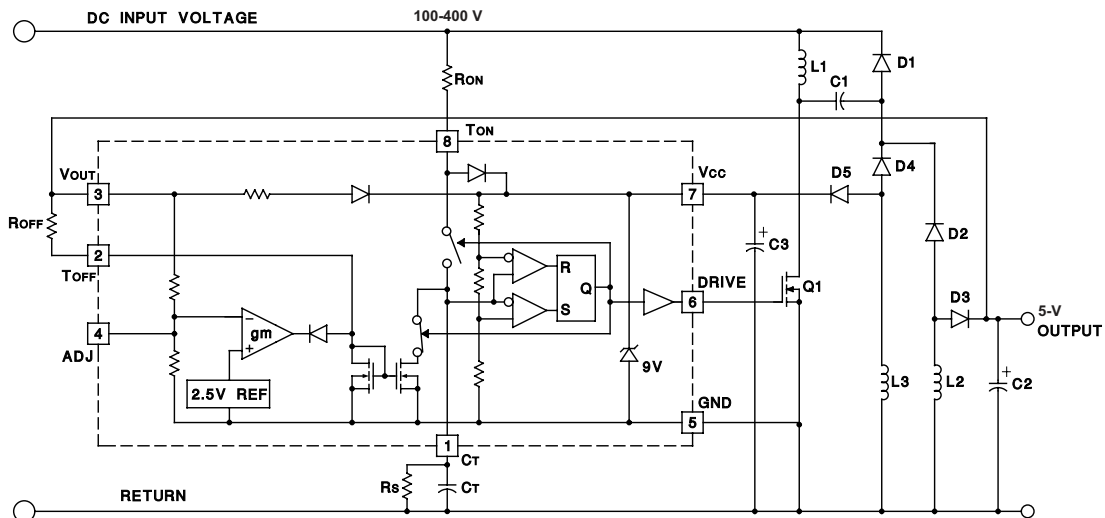 DC INPUT VOLTAGE
100-400 V
L1
D1
C1
RON
TON
8
VOUT
3
VCC
7
D5
D4
ROFF
2
TOFF
C3
+
D2
R
Q
S
DRIVE
6
Q1
D3
5-V
OUTPUT
4
ADJ
−
gm
+
9V
2.5V REF
L3
L2
+
C2
GND
5
1
CT
RS
CT
RETURN